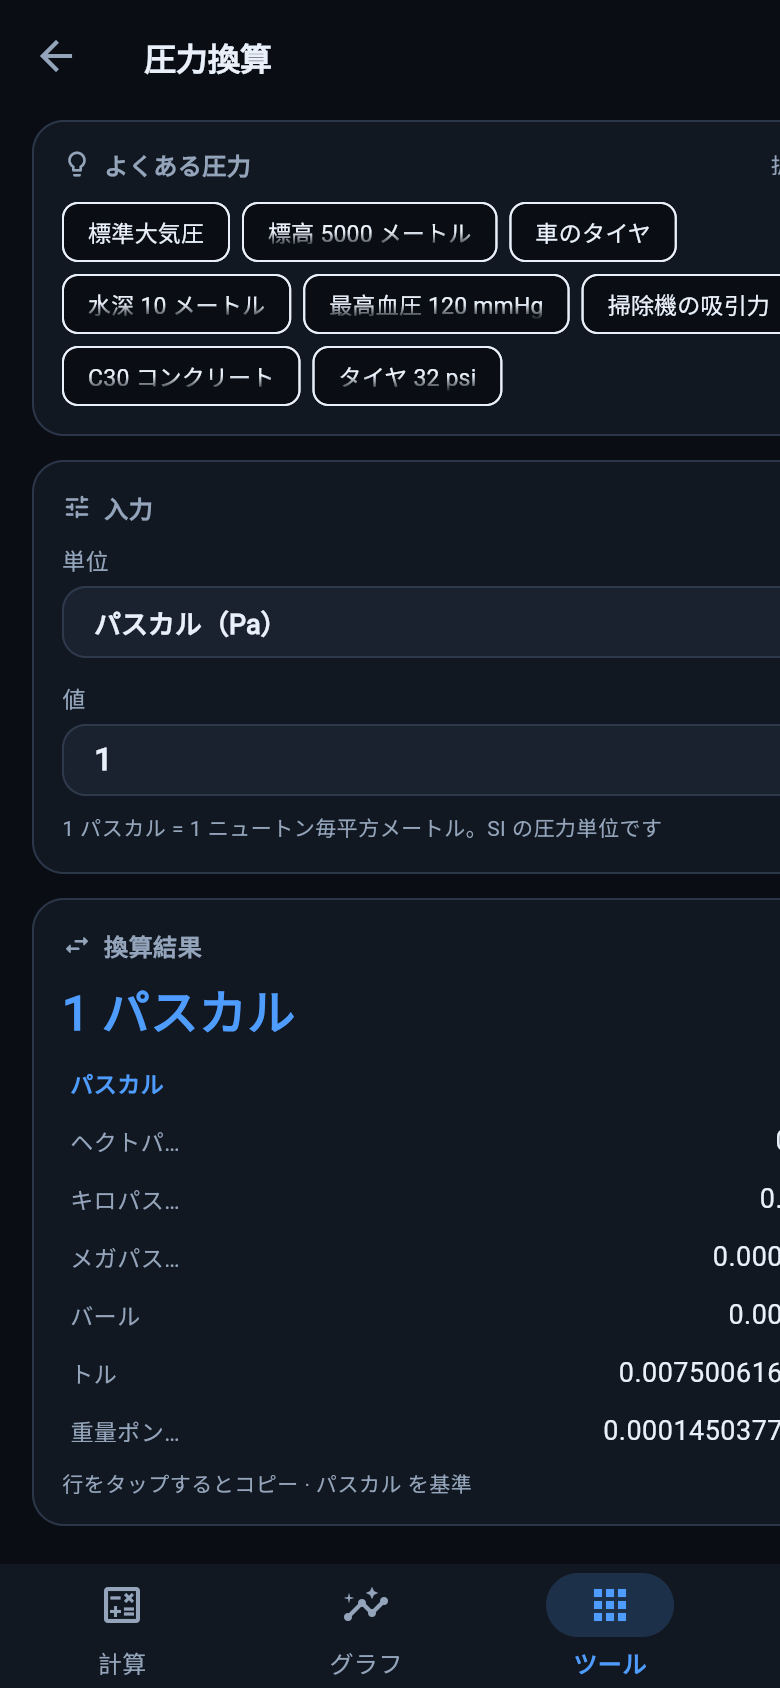 圧力換算
よくある圧力
標準大気圧 標高 5000 メートル 車のタイヤ
水深 10 メートル 最高血圧 120 mmHg 掃除機の吸引力
C30 コンクリート タイヤ 32 psi
入力
単位
パスカル（Pa）
値
1
1 パスカル = 1 ニュートン毎平方メートル。SI の圧力単位です
換算結果
1 パスカル
パスカル
ヘクトパ…
キロパス… 0.
メガパス… 0.000
バール 0.00
トル 0.007500616
重量ポン… 0.000145037​7
行をタップするとコピー · パスカル を基準
計算 グラフ ツール